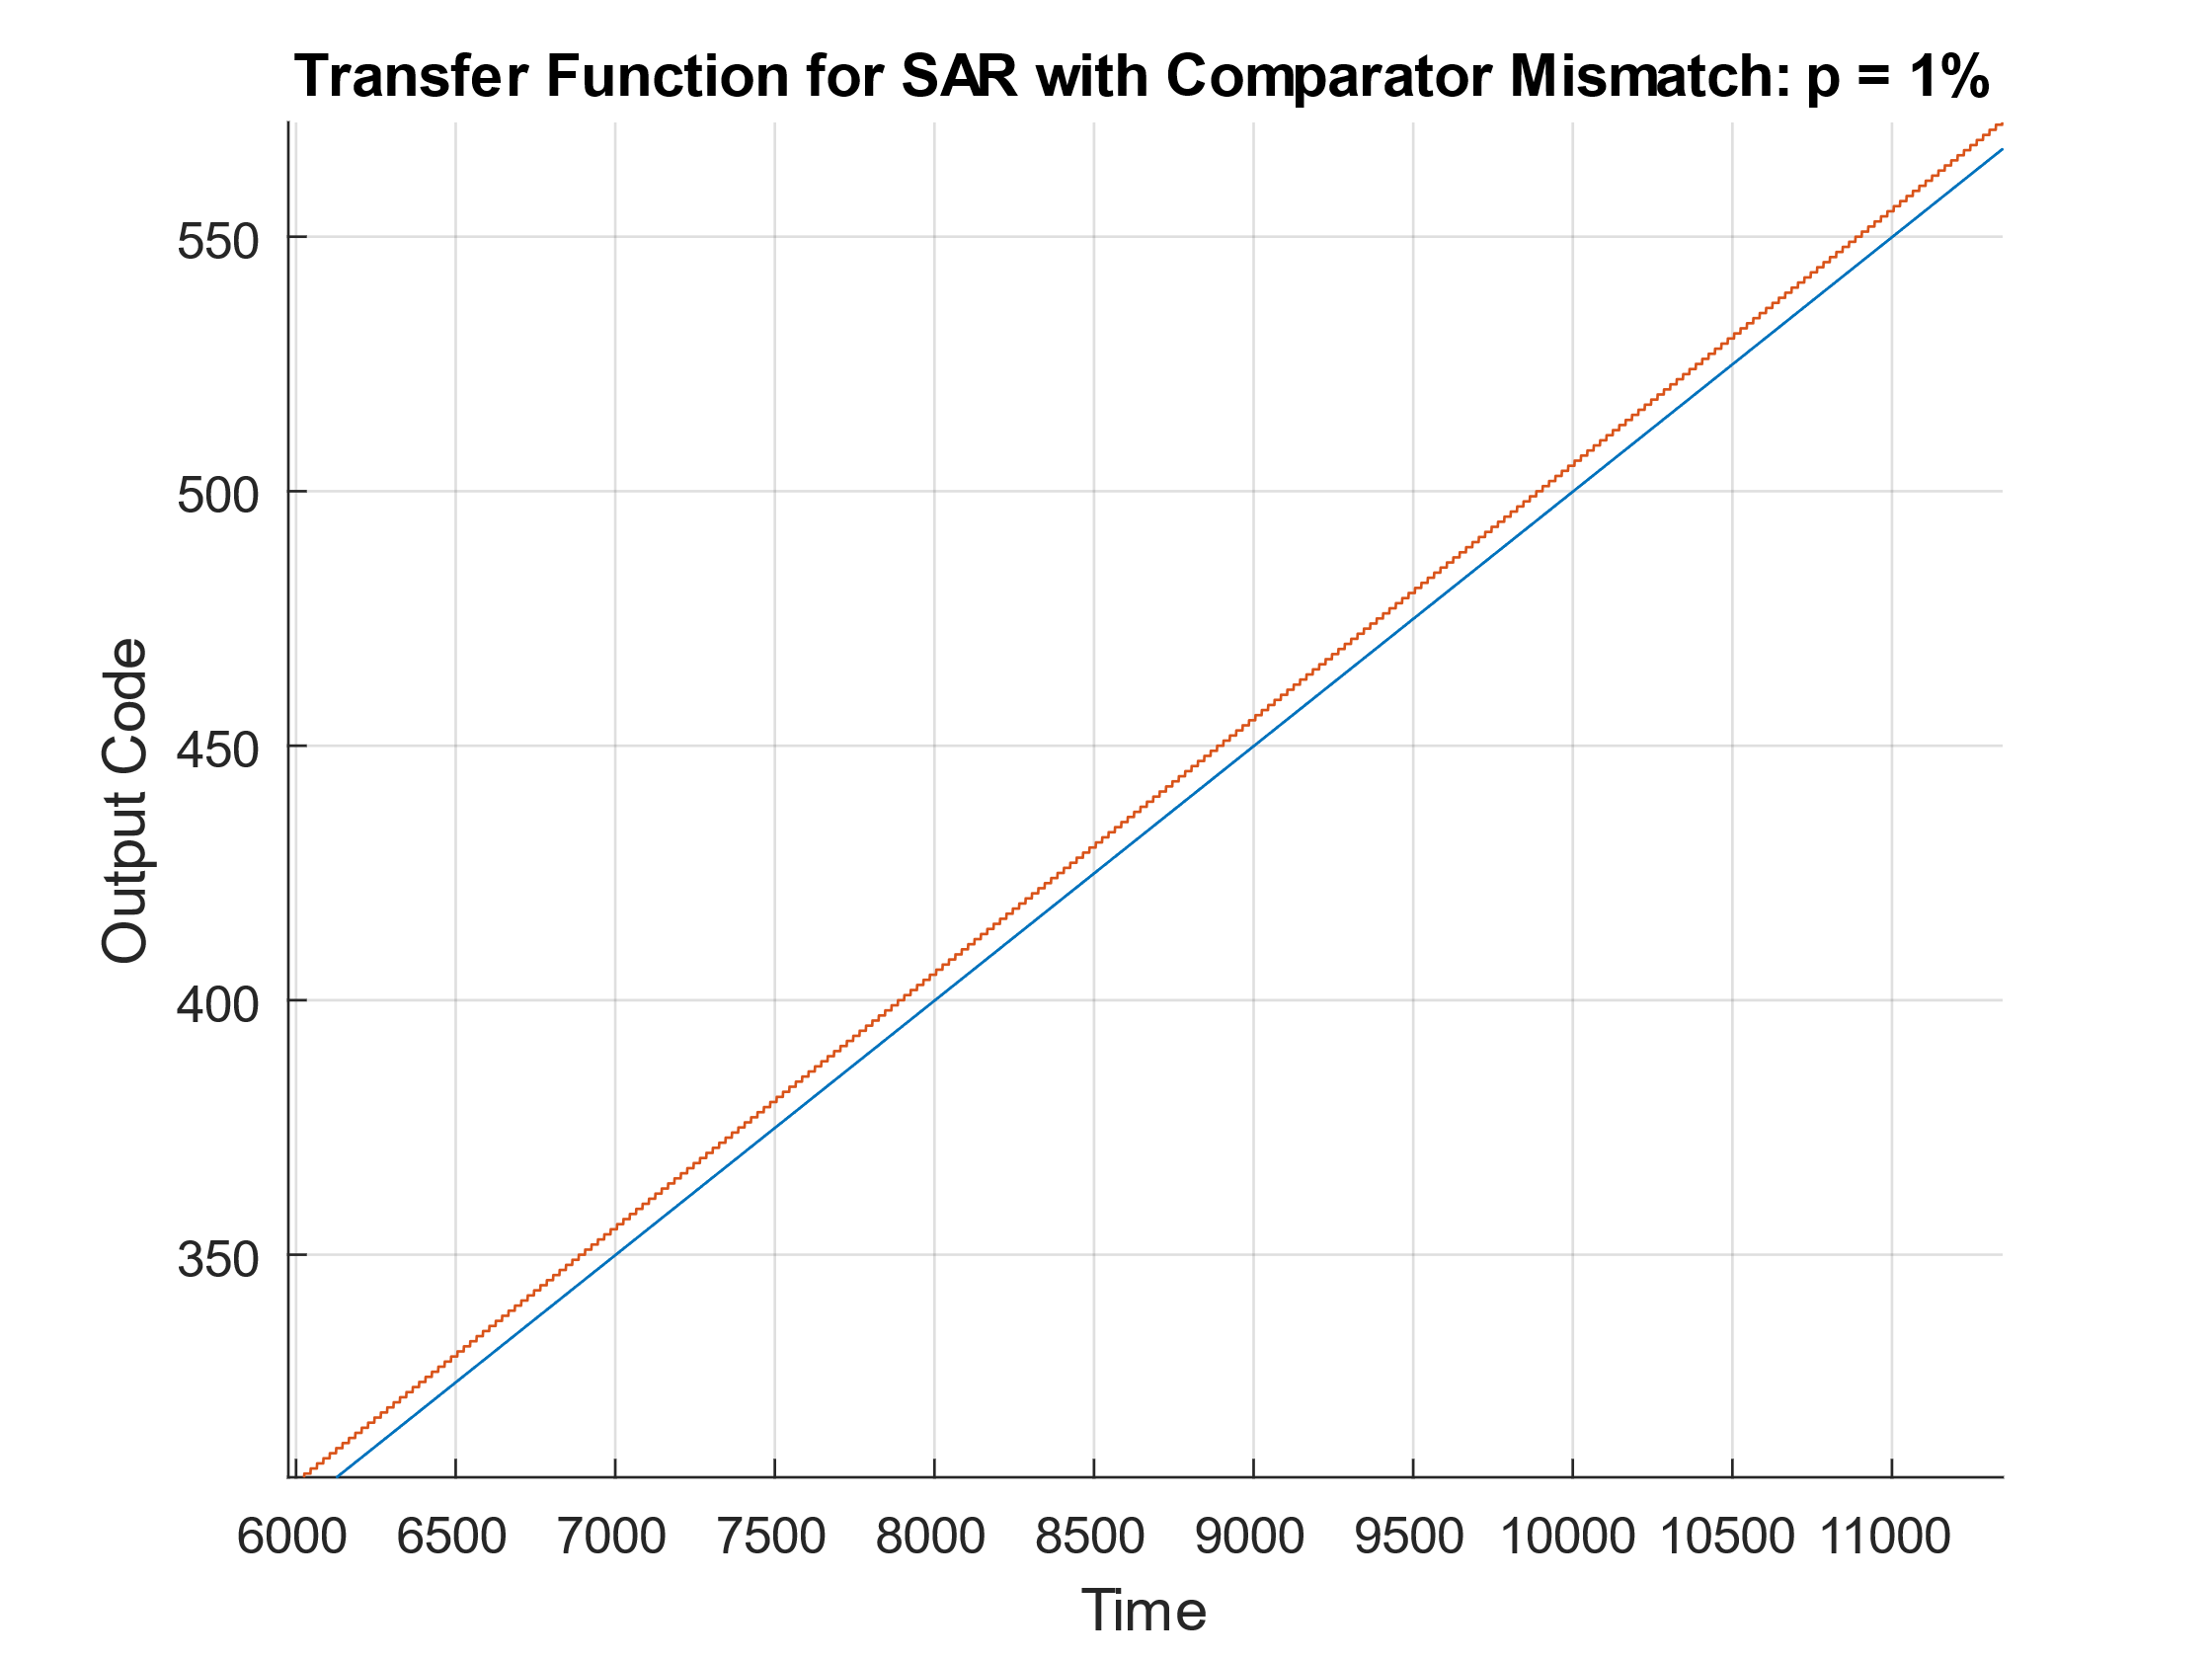 Transfer Function for SAR with Comparator Mismatch: p = 1%
550
500
450
400
350
Output Code
6000 6500 7000 7500 8000 8500 9000 9500 10000 10500 11000
Time